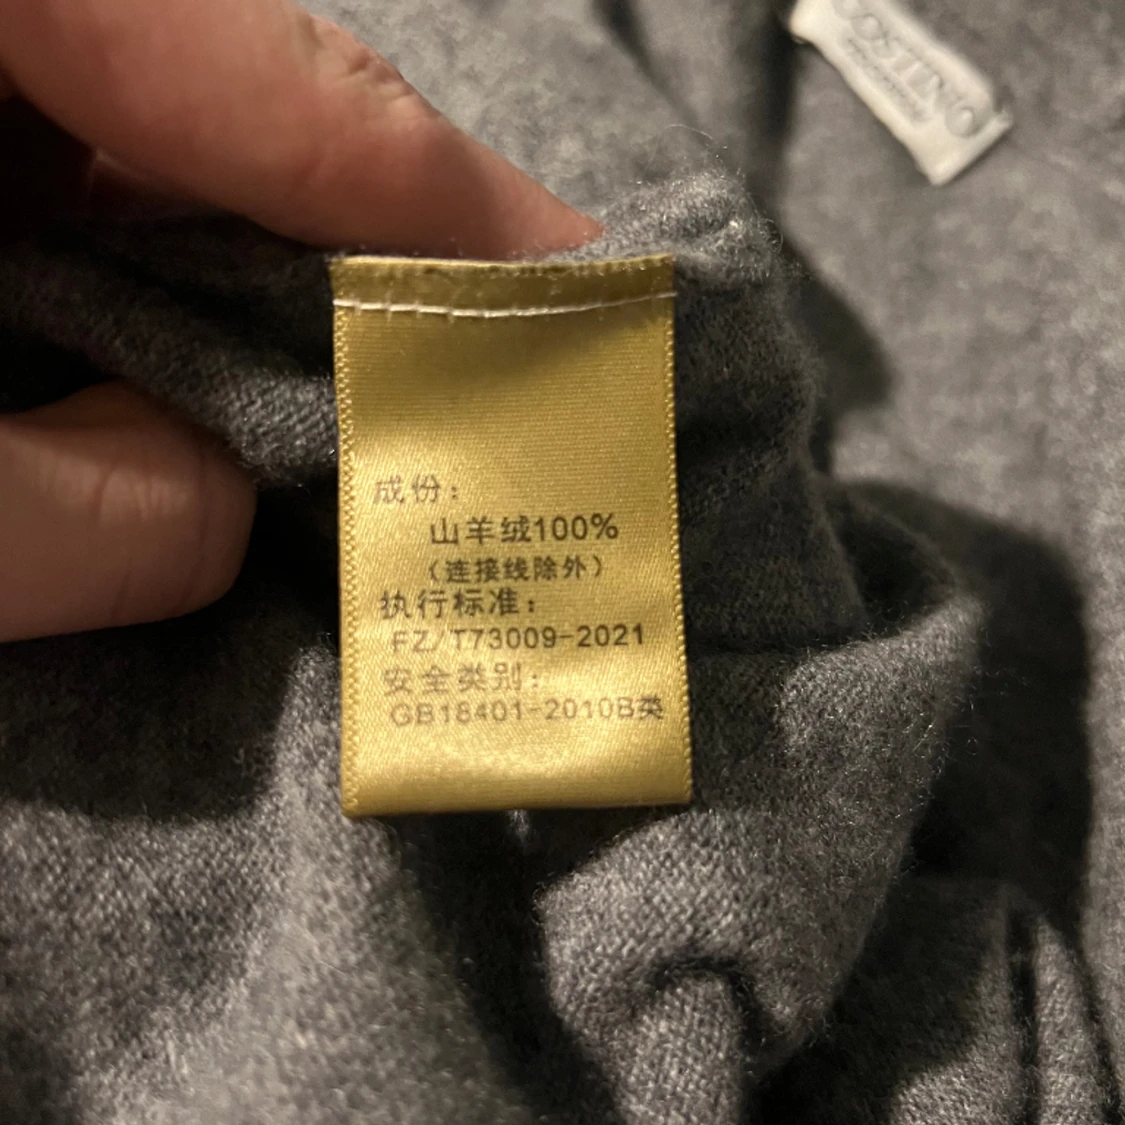 成份：
山羊绒100%
（连接线除外）
执行标准：
FZ/T73009-2021
安全类别：
GB18401-2010B类